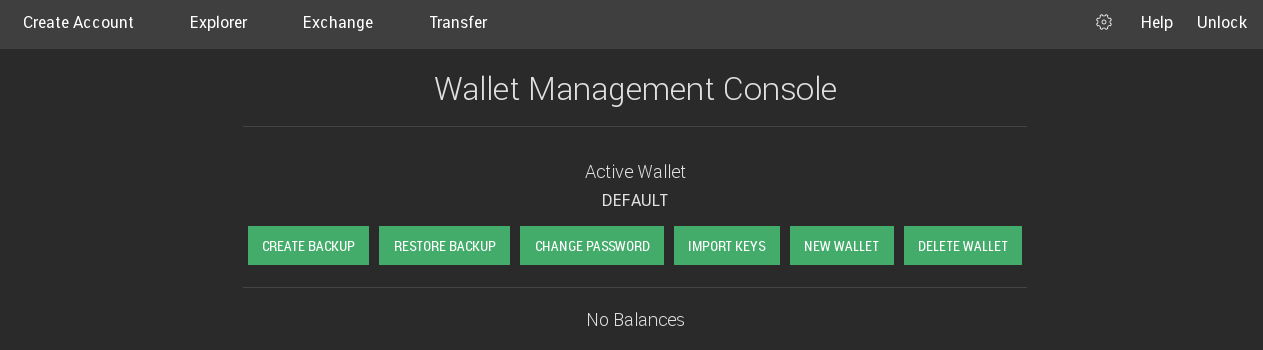 Create Account Explorer Exchange Transfer Help Unlock
Wallet Management Console
Active Wallet
DEFAULT
CREATE BACKUP RESTORE BACKUP CHANGE PASSWORD IMPORT KEYS NEW WALLET DELETE WALLET
No Balances